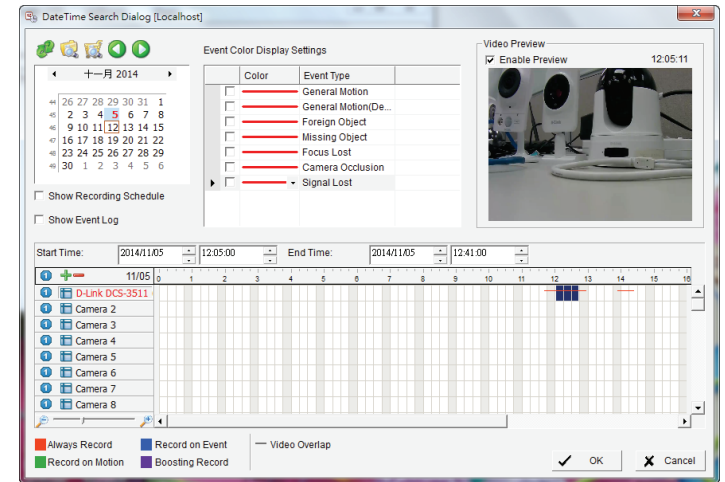 DateTime Search Dialog [Localhost]
Event Color Display Settings
Video Preview
Enable Preview 12:05:11
十一月 2014
Color Event Type
General Motion
General Motion(De...
Foreign Object
Missing Object
Focus Lost
Camera Occlusion
Signal Lost
44 26 27 28 29 30 31 1
45 2 3 4 5 6 7 8
46 9 10 11 12 13 14 15
47 16 17 18 19 20 21 22
48 23 24 25 26 27 28 29
49 30 1 2 3 4 5 6
Show Recording Schedule
Show Event Log
Start Time: 2014/11/05 12:05:00 End Time: 2014/11/05 12:41:00
11/05 0 1 2 3 4 5 6 7 8 9 10 11 12 13 14 15 16
D-Link DCS-3511
Camera 2
Camera 3
Camera 4
Camera 5
Camera 6
Camera 7
Camera 8
Always Record Record on Event Video Overlap
Record on Motion Boosting Record
OK Cancel